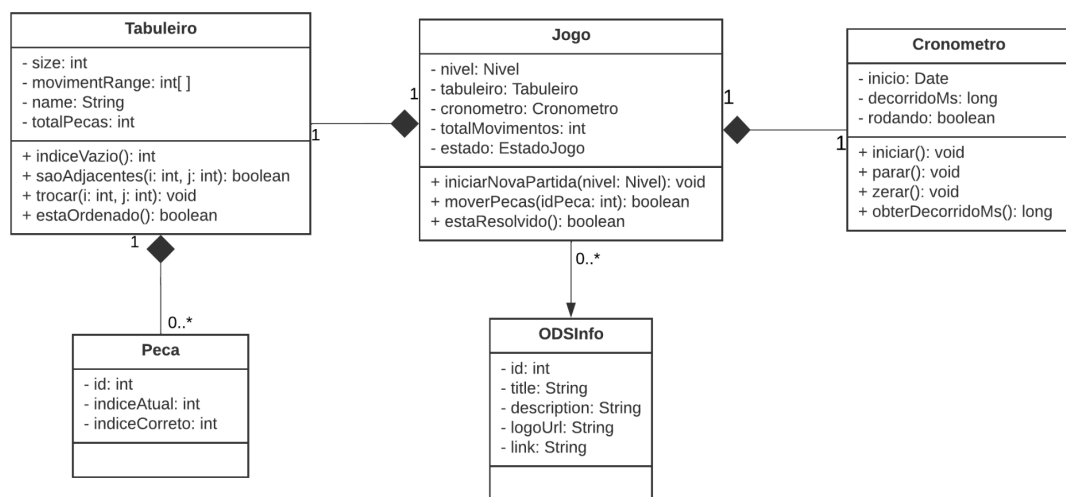 Tabuleiro
- size: int
- movimentRange: int[ ]
- name: String
- totalPecas: int
+ indiceVazio(): int
+ saoAdjacentes(i: int, j: int): boolean
+ trocar(i: int, j: int): void
+ estaOrdenado(): boolean
1
1
Jogo
- nivel: Nivel
- tabuleiro: Tabuleiro
- cronometro: Cronometro
- totalMovimentos: int
- estado: EstadoJogo
+ iniciarNovaPartida(nivel: Nivel): void
+ moverPecas(idPeca: int): boolean
+ estaResolvido(): boolean
1
1
Cronometro
- inicio: Date
- decorridoMs: long
- rodando: boolean
+ iniciar(): void
+ parar(): void
+ zerar(): void
+ obterDecorridoMs(): long
1
0..*
Peca
- id: int
- indiceAtual: int
- indiceCorreto: int
0..*
ODSInfo
- id: int
- title: String
- description: String
- logoUrl: String
- link: String